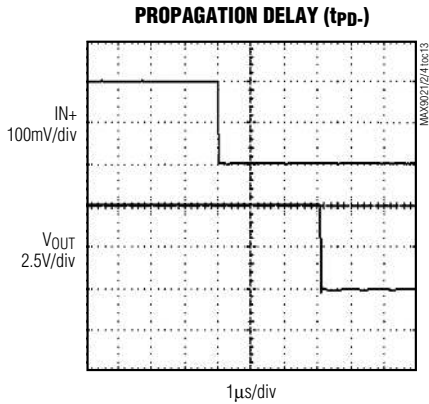 PROPAGATION DELAY (tPD-)
MAX9021/2/4 toc13
IN+
100mV/div
VOUT
2.5V/div
1μs/div